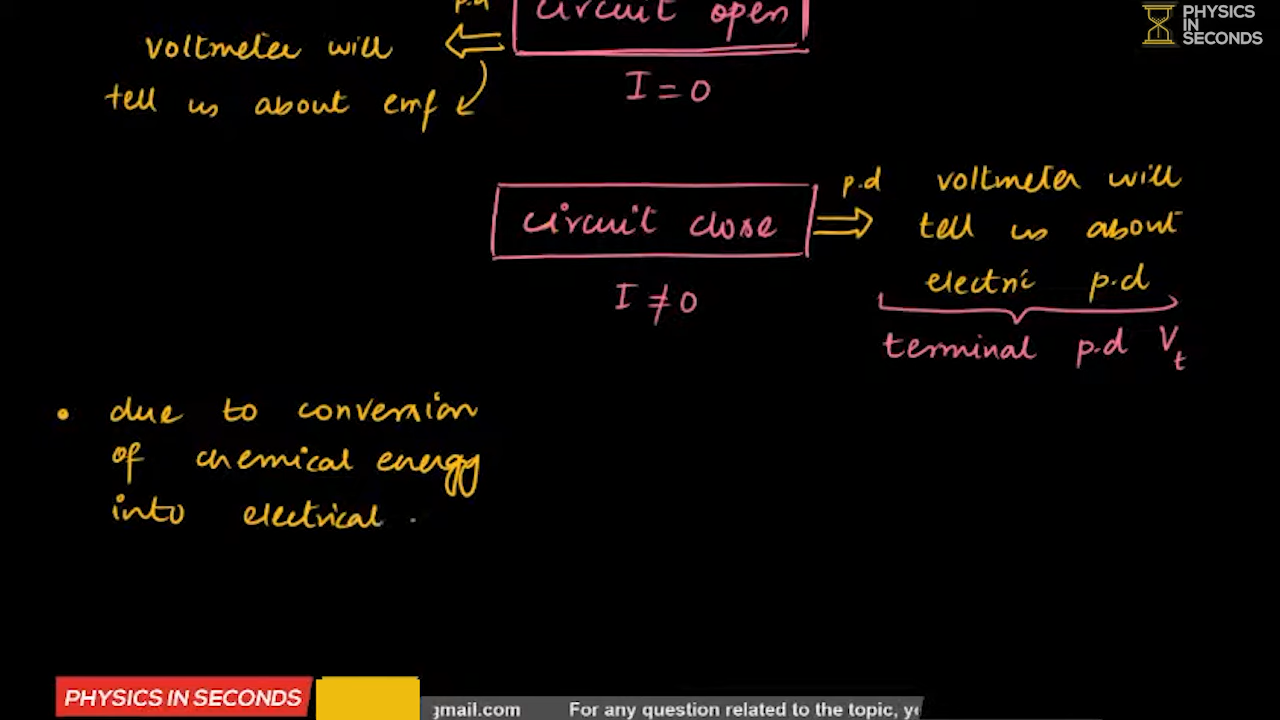 p.d
circuit open
voltmeter will
tell us about emf
I = 0
PHYSICS
IN
SECONDS
circuit close
I ≠ 0
p.d voltmeter will
tell us about
electric p.d
terminal p.d Vt
• due to conversion
of chemical energy
into electrical
PHYSICS IN SECONDS
gmail.com For any question related to the topic, ye